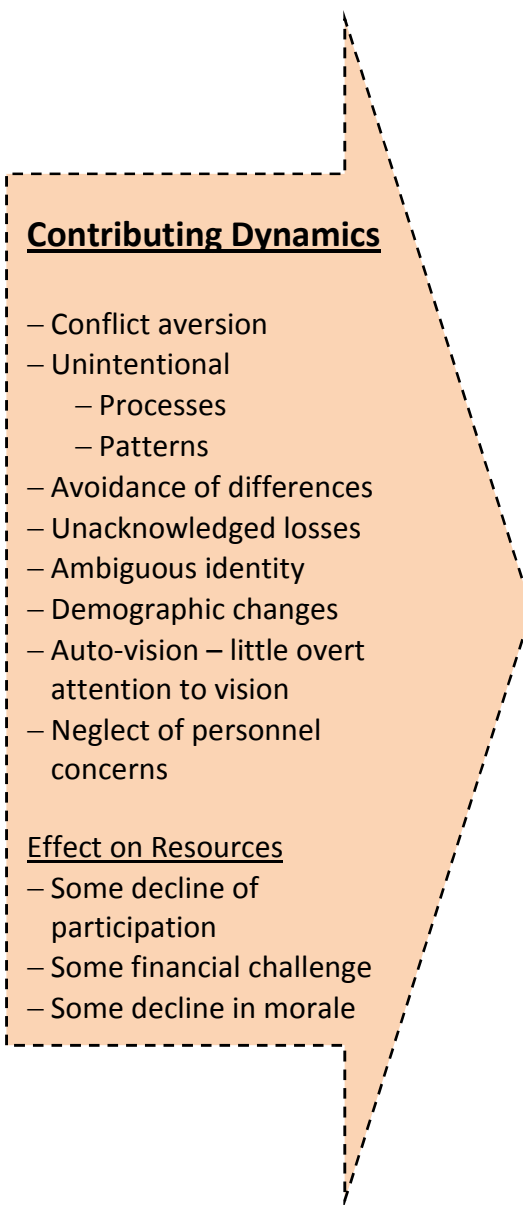 Contributing Dynamics
– Conflict aversion
– Unintentional
– Processes
– Patterns
– Avoidance of differences
– Unacknowledged losses
– Ambiguous identity
– Demographic changes
– Auto-vision – little overt
attention to vision
– Neglect of personnel
concerns
Effect on Resources
– Some decline of
participation
– Some financial challenge
– Some decline in morale